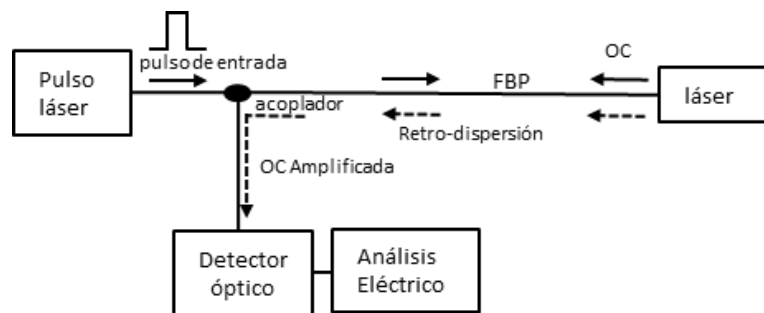 pulso de entrada
OC
Pulso
láser
FBP
láser
acoplador
Retro-dispersión
OC Amplificada
Detector
óptico
Análisis
Eléctrico